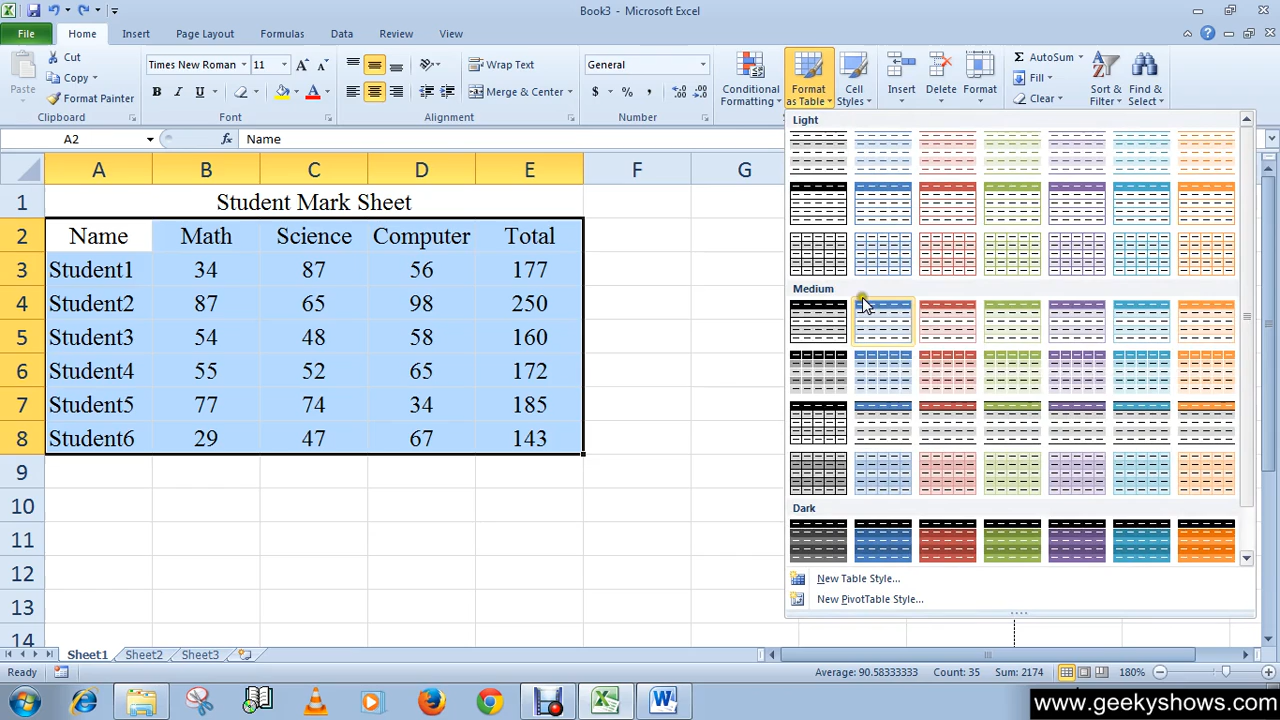 Book3 - Microsoft Excel
File Home Insert Page Layout Formulas Data Review View
Paste
Cut
Copy
Format Painter
Clipboard
Times New Roman 11
B I U
Font
Wrap Text
Merge & Center
Alignment
General
$ % ,
Number
Conditional Formatting
Format as Table
Cell Styles
Insert
Delete
Format
AutoSum
Fill
Clear
Sort & Filter
Find & Select
A2 fx Name
A B C D E F G
1 Student Mark Sheet
2 Name Math Science Computer Total
3 Student1 34 87 56 177
4 Student2 87 65 98 250
5 Student3 54 48 58 160
6 Student4 55 52 65 172
7 Student5 77 74 34 185
8 Student6 29 47 67 143
9
10
11
12
13
14
Light
Medium
Dark
New Table Style...
New PivotTable Style...
Sheet1 Sheet2 Sheet3
Ready Average: 90.58333333 Count: 35 Sum: 2174 180%
www.geekyshows.com